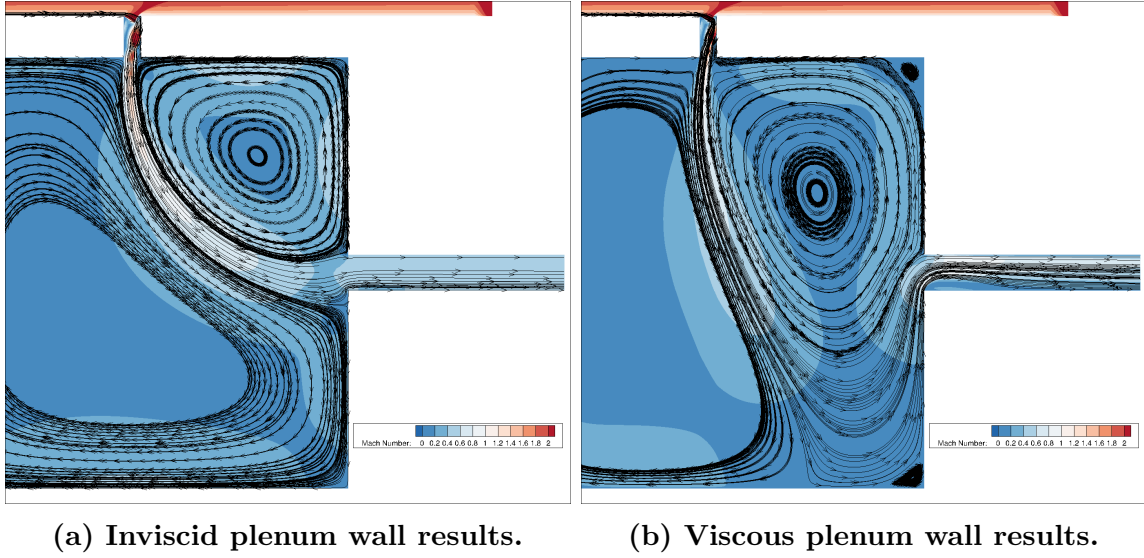 Mach Number: 0 0.2 0.4 0.6 0.8 1 1.2 1.4 1.6 1.8 2
Mach Number: 0 0.2 0.4 0.6 0.8 1 1.2 1.4 1.6 1.8 2
(a) Inviscid plenum wall results.
(b) Viscous plenum wall results.